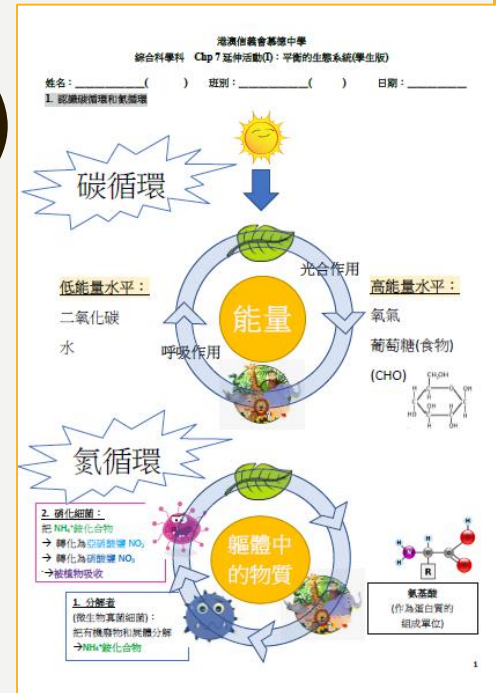 港澳信義會慕德中學
綜合科學科 Chp 7 延伸活動(I)：平衡的生態系統(學生版)
姓名：____________( ) 班別：____________( ) 日期：__________
1. 認識碳循環和氮循環
碳循環
光合作用
低能量水平：
二氧化碳
水
能量
高能量水平：
氧氣
葡萄糖(食物)
(CHO)
呼吸作用
CH₂OH
氮循環
2. 硝化細菌：
把 NH₄⁺銨化合物
→ 轉化為亞硝酸鹽 NO₂
→ 轉化為硝酸鹽 NO₃
→被植物吸收
軀體中
的物質
1. 分解者
(微生物真菌細菌)：
把有機廢物和屍體分解
→NH₄⁺銨化合物
H
N
H
H
C
R
C
氨基酸
(作為蛋白質的
組成單位)
1